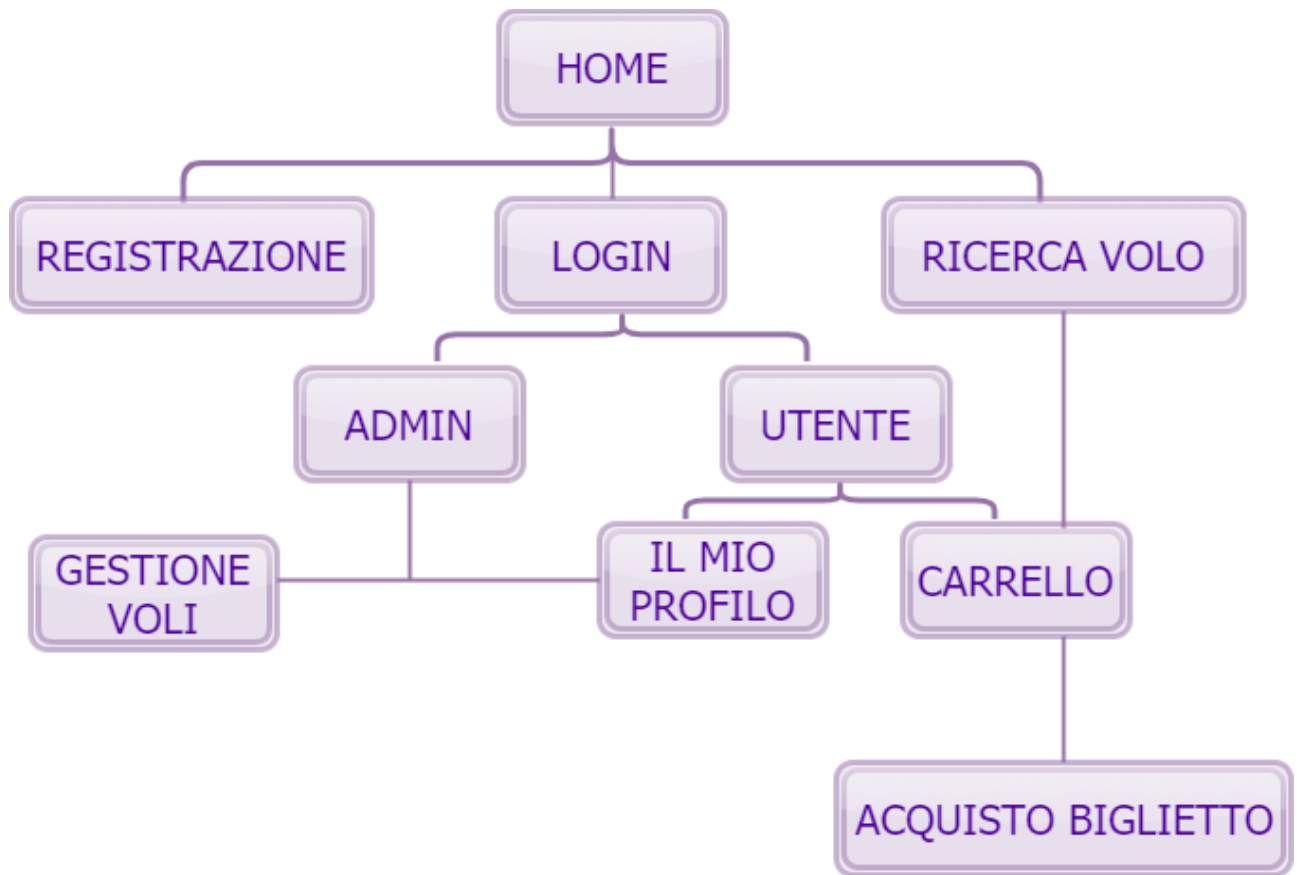 HOME
REGISTRAZIONE
LOGIN
RICERCA VOLO
ADMIN
UTENTE
GESTIONE
VOLI
IL MIO
PROFILO
CARRELLO
ACQUISTO BIGLIETTO